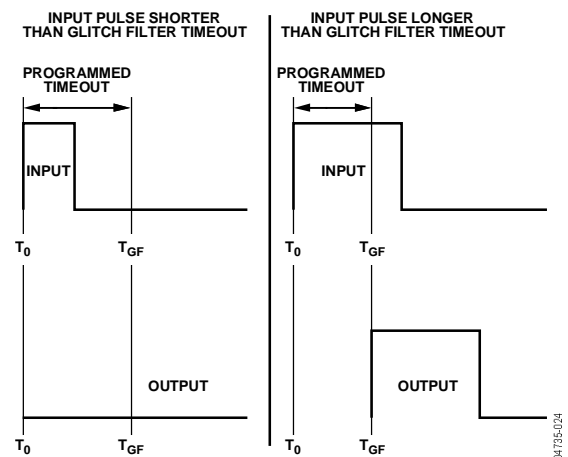 INPUT PULSE SHORTER
THAN GLITCH FILTER TIMEOUT
PROGRAMMED
TIMEOUT
INPUT
T0
TGF
OUTPUT
T0
TGF
INPUT PULSE LONGER
THAN GLITCH FILTER TIMEOUT
PROGRAMMED
TIMEOUT
INPUT
T0
TGF
OUTPUT
T0
TGF
04735-024